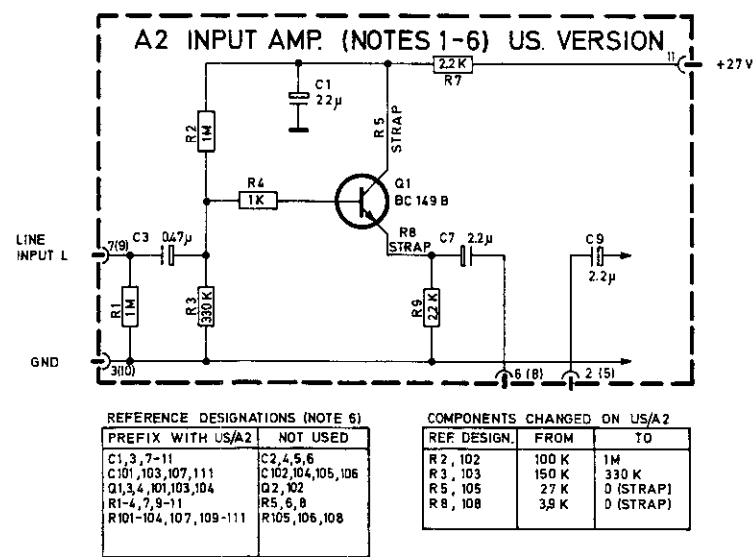 A2 INPUT AMP. (NOTES 1-6) US. VERSION
11
+27V
2.2K
R7
C1
22µ
R2
1M
R5
STRAP
R4
1K
Q1
BC 149 B
LINE
INPUT L
7(9)
C3
0.47µ
R8
STRAP
C7
2.2µ
C9
2.2µ
R1
1M
R3
330 K
R9
2.2K
GND
3(10)
6 (8)
2 (5)
REFERENCE DESIGNATIONS (NOTE 6)
PREFIX WITH US/A2 NOT USED
C1,3,7-11 C2,4,5,6
C101,103,107,111 C102,104,105,106
Q1,3,4,101,103,104 Q2,102
R1-4,7,9-11 R5,6,8
R101-104,107,109-111 R105,106,108
COMPONENTS CHANGED ON US/A2
REF. DESIGN. FROM TO
R2, 102 100 K 1M
R3, 103 150 K 330 K
R5, 105 27 K 0 (STRAP)
R8, 108 3,9 K 0 (STRAP)